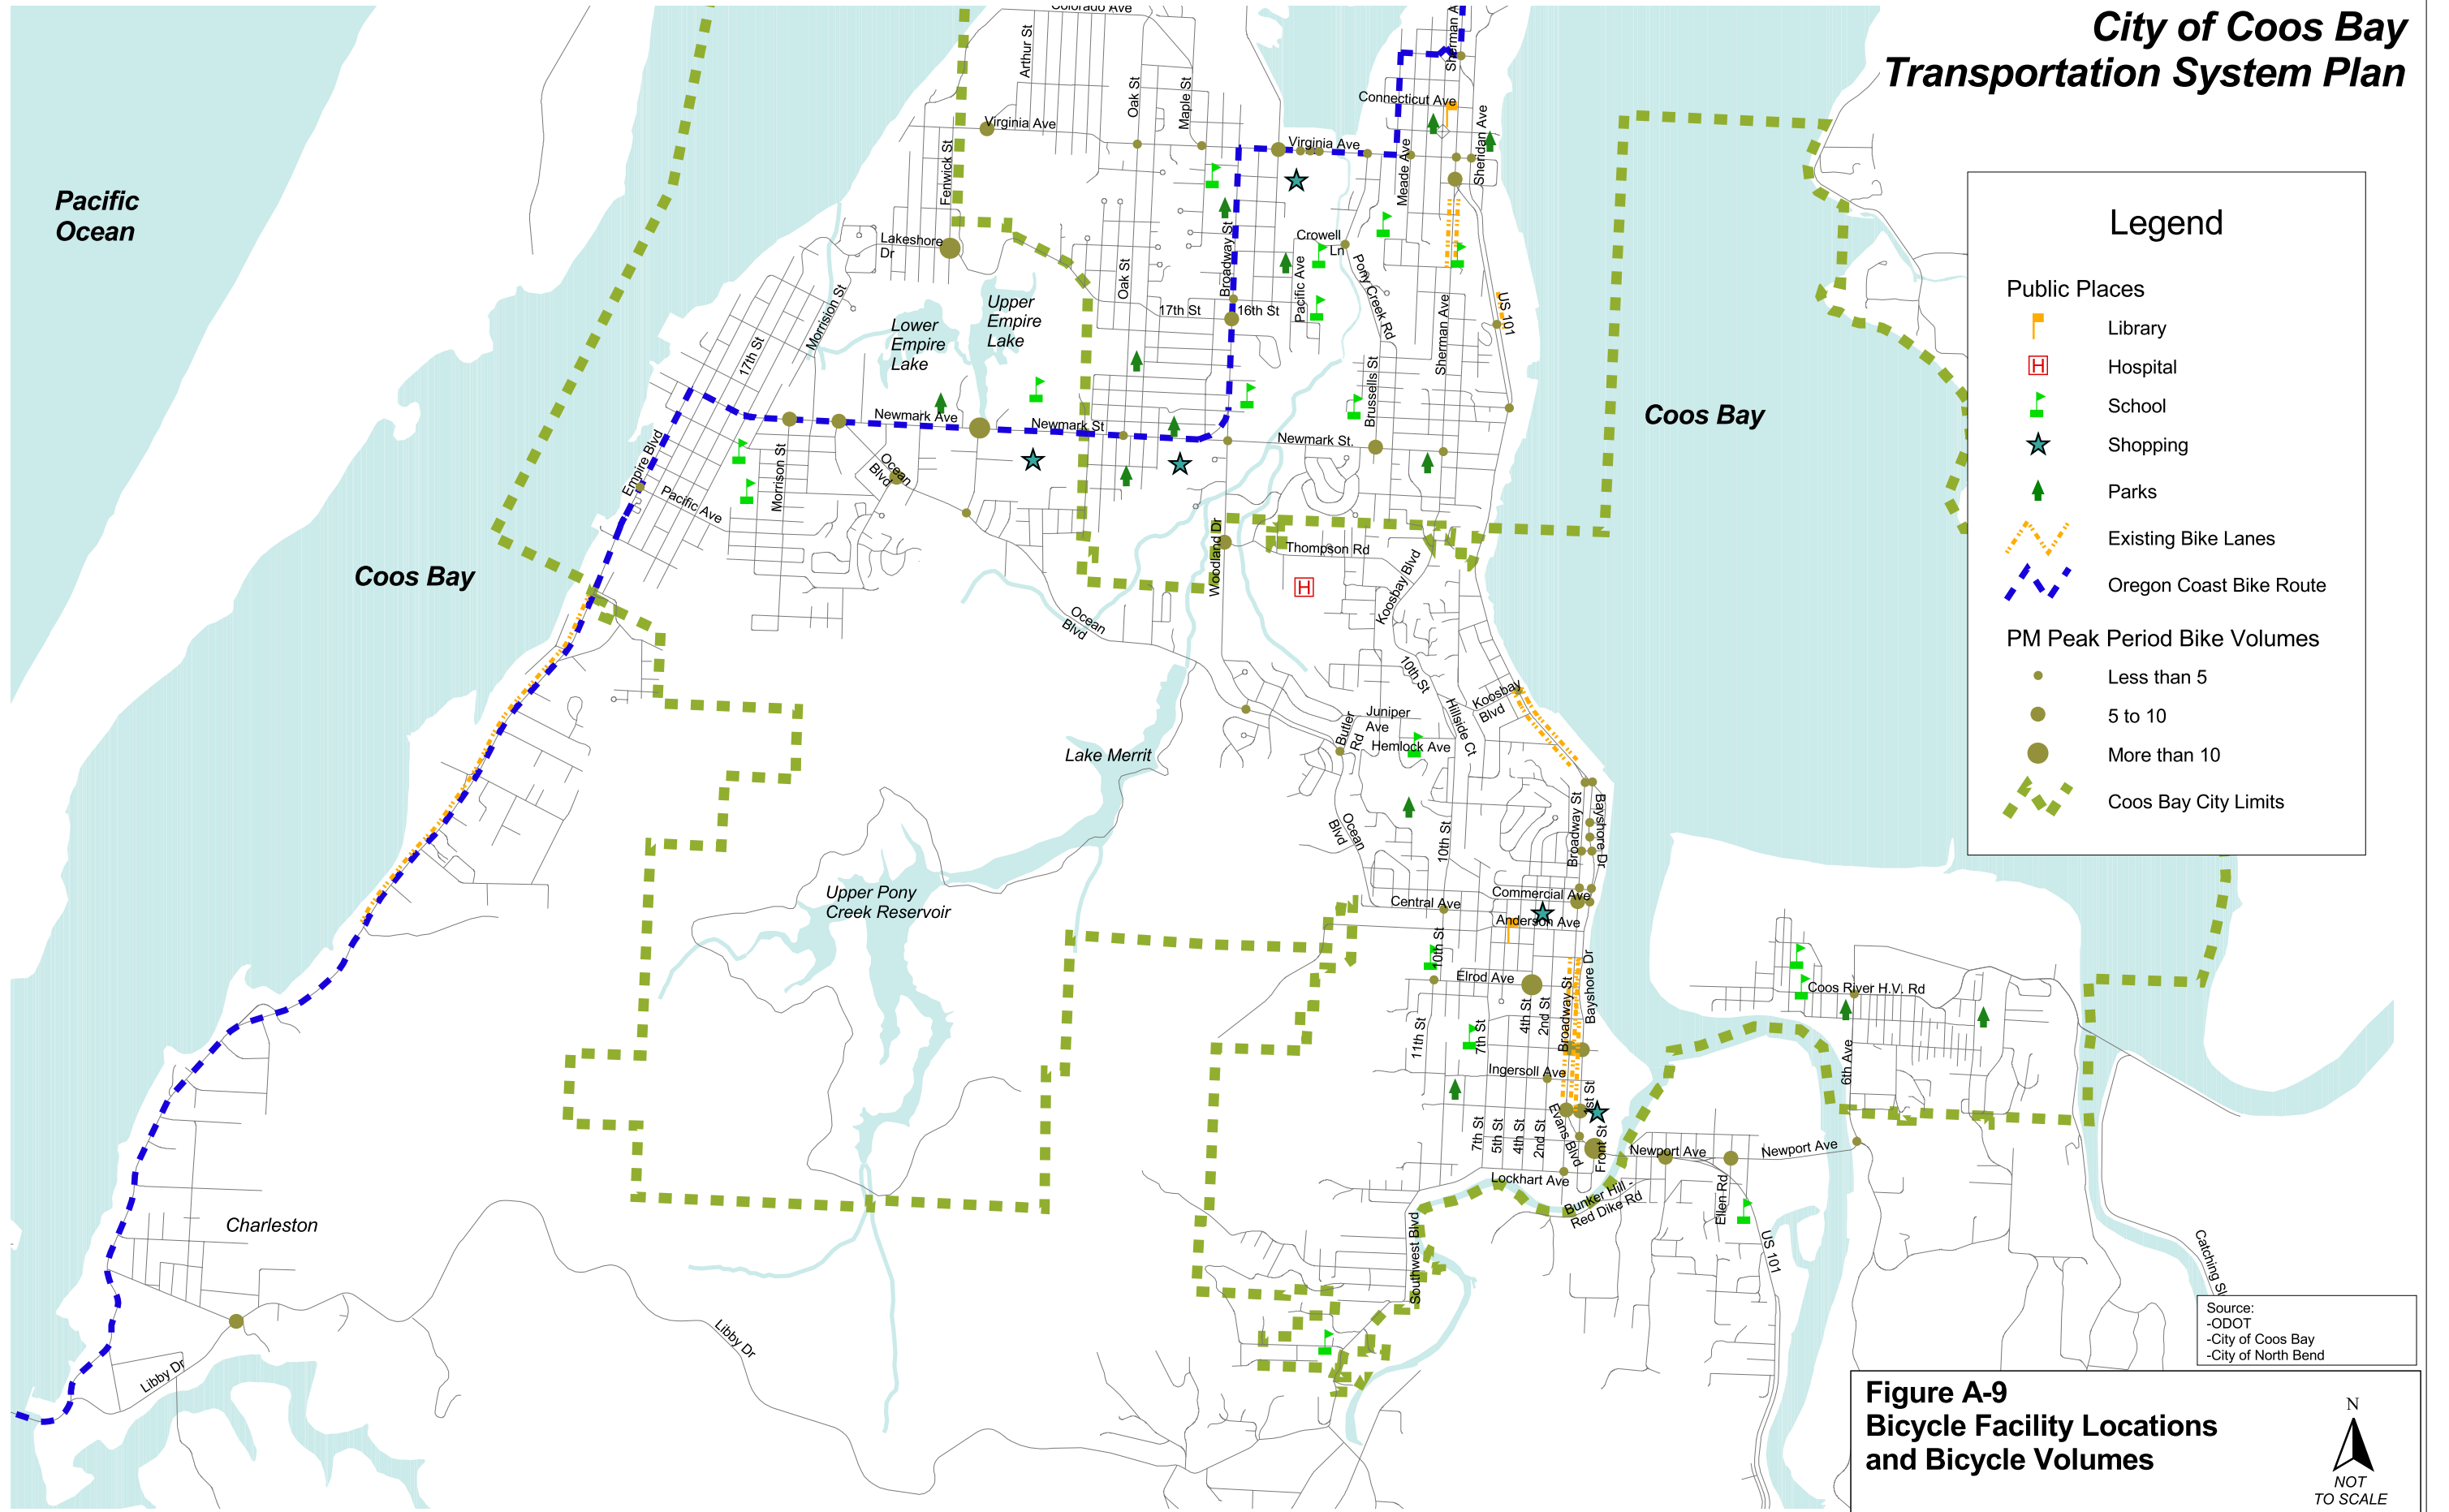 City of Coos Bay
Transportation System Plan
Colorado Ave
Arthur St
Oak St
Maple St
Virginia Ave
Fenwick St
Connecticut Ave
Virginia Ave
Meade Ave
Sheridan Ave
Pacific
Ocean
Lakeshore
Dr
Morrision St
17th St
Lower
Empire
Lake
Upper
Empire
Lake
Oak St
Broadway St
17th St
16th St
Crowell
Ln
Pacific Ave
Pony Creek Rd
Sherman Ave
US 101
Brussells St
Newmark Ave
Newmark St
Newmark St.
Empire Blvd
Pacific Ave
Morrison St
Ocean
Blvd
Coos Bay
Coos Bay
Woodland Dr
Thompson Rd
H
Koosbay Blvd
Ocean
Blvd
10th St
Koosbay
Blvd
Hillside Ct
Juniper
Ave
Hemlock Ave
Butler
Rd
Lake Merrit
Ocean
Blvd
10th St
Broadway St
Bayshore Dr
Upper Pony
Creek Reservoir
Commercial Ave
Central Ave
Anderson Ave
10th St
Elrod Ave
4th St
2nd St
Broadway St
Bayshore Dr
11th St
7th St
Ingersoll Ave
7th St
5th St
4th St
2nd St
Evans Blvd
Front St
Lockhart Ave
Bunker Hill -
Red Dike Rd
Newport Ave
Newport Ave
Ellen Rd
US 101
Southwest Blvd
Coos River H.V. Rd
6th Ave
Charleston
Libby Dr
Libby Dr
Legend
Public Places
Library
H
Hospital
School
Shopping
Parks
Existing Bike Lanes
Oregon Coast Bike Route
PM Peak Period Bike Volumes
Less than 5
5 to 10
More than 10
Coos Bay City Limits
Source:
-ODOT
-City of Coos Bay
-City of North Bend
Figure A-9
Bicycle Facility Locations
and Bicycle Volumes
N
NOT
TO SCALE